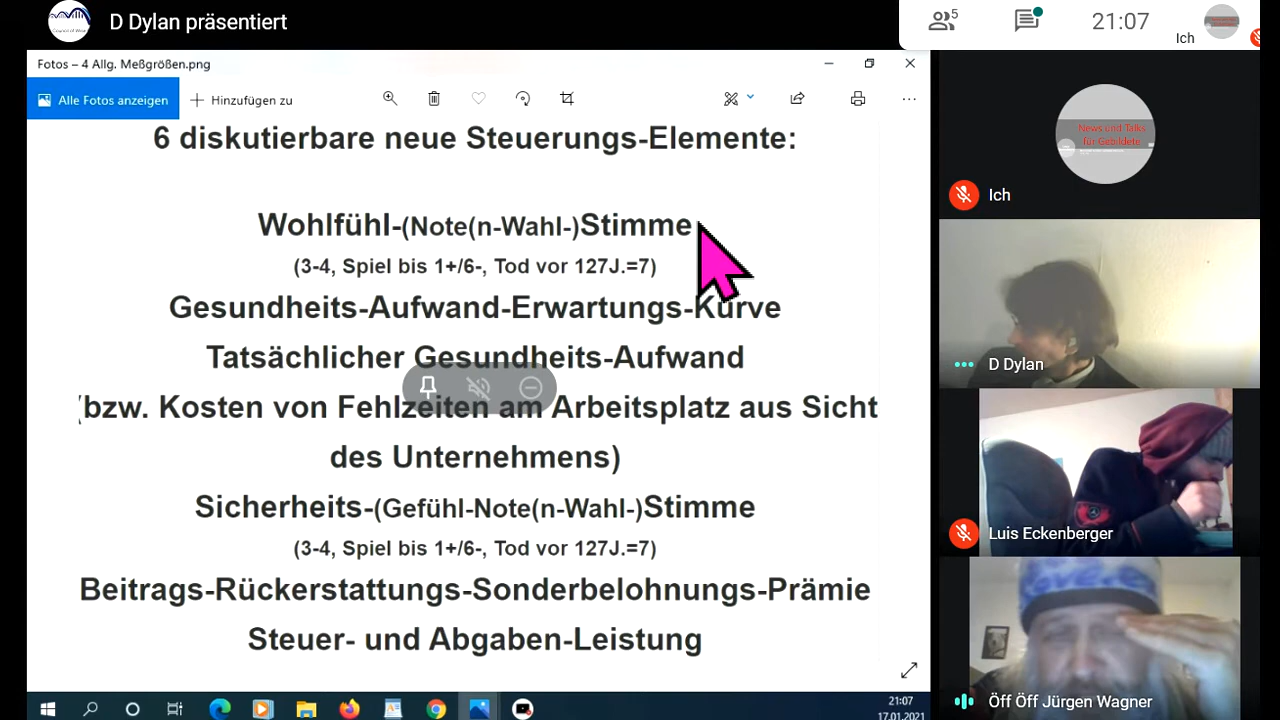 D Dylan präsentiert
5
21:07
Ich
Fotos – 4 Allg. Meßgrößen.png
Alle Fotos anzeigen
Hinzufügen zu
6 diskutierbare neue Steuerungs-Elemente:
Wohlfühl-(Note(n-Wahl-)Stimme
(3-4, Spiel bis 1+/6-, Tod vor 127J.=7)
Gesundheits-Aufwand-Erwartungs-Kurve
Tatsächlicher Gesundheits-Aufwand
(bzw. Kosten von Fehlzeiten am Arbeitsplatz aus Sicht
des Unternehmens)
Sicherheits-(Gefühl-Note(n-Wahl-)Stimme
(3-4, Spiel bis 1+/6-, Tod vor 127J.=7)
Beitrags-Rückerstattungs-Sonderbelohnungs-Prämie
Steuer- und Abgaben-Leistung
21:07
17.01.2021
News und Talks
für Gebildete
Ich
D Dylan
Luis Eckenberger
Öff Öff Jürgen Wagner